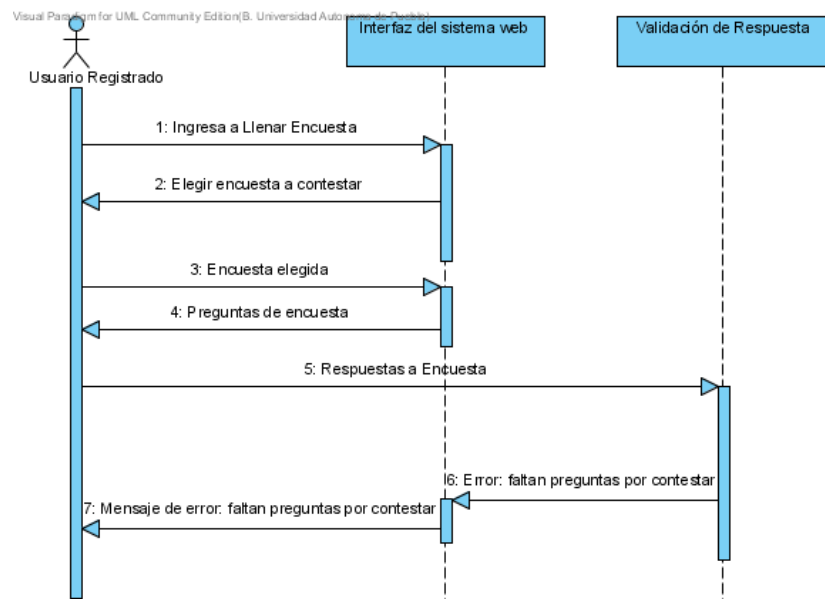 Visual Paradigm for UML Community Edition(B. Universidad Autonoma de Puebla)
Interfaz del sistema web
Validación de Respuesta
Usuario Registrado
1: Ingresa a Llenar Encuesta
2: Elegir encuesta a contestar
3: Encuesta elegida
4: Preguntas de encuesta
5: Respuestas a Encuesta
6: Error: faltan preguntas por contestar
7: Mensaje de error: faltan preguntas por contestar